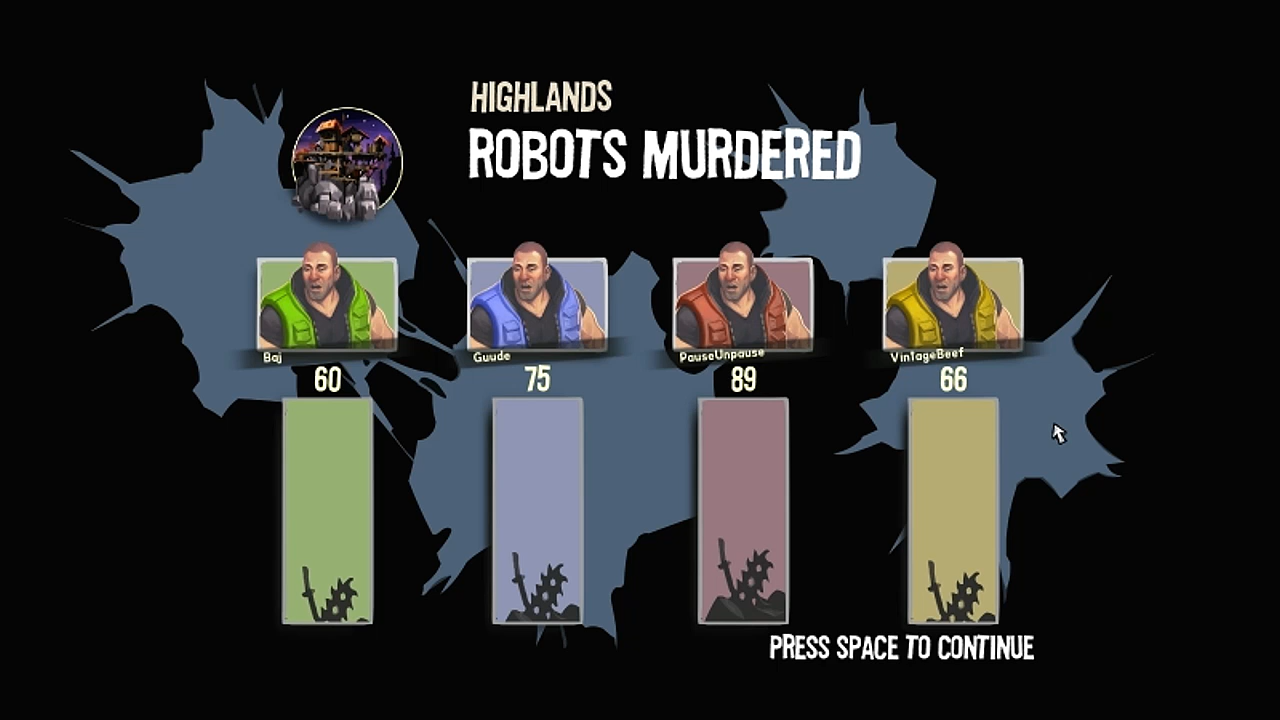 HIGHLANDS
ROBOTS MURDERED
Baj
Guude
PauseUnpause
VintageBeef
60
75
89
66
PRESS SPACE TO CONTINUE